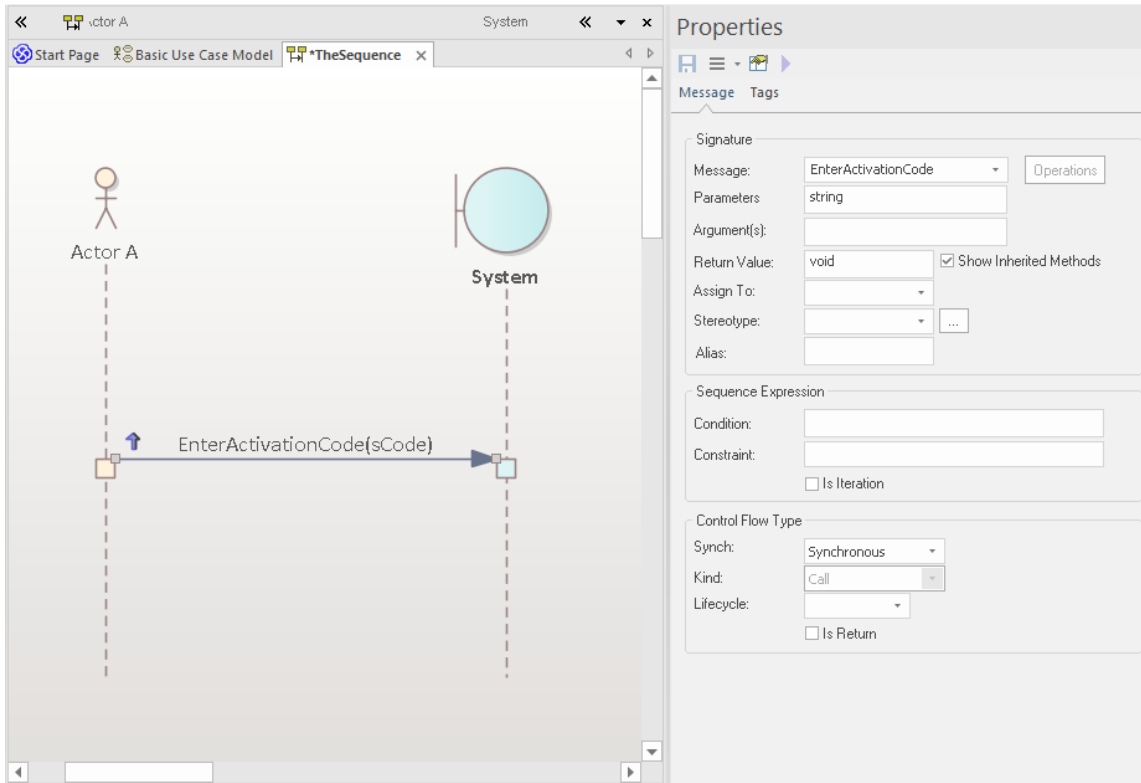 ctor A System
Start Page Basic Use Case Model *TheSequence
Actor A
System
EnterActivationCode(sCode)
Properties
Message Tags
Signature
Message: EnterActivationCode Operations
Parameters string
Argument(s):
Return Value: void Show Inherited Methods
Assign To:
Stereotype: ...
Alias:
Sequence Expression
Condition:
Constraint:
Is Iteration
Control Flow Type
Synch: Synchronous
Kind: Call
Lifecycle:
Is Return